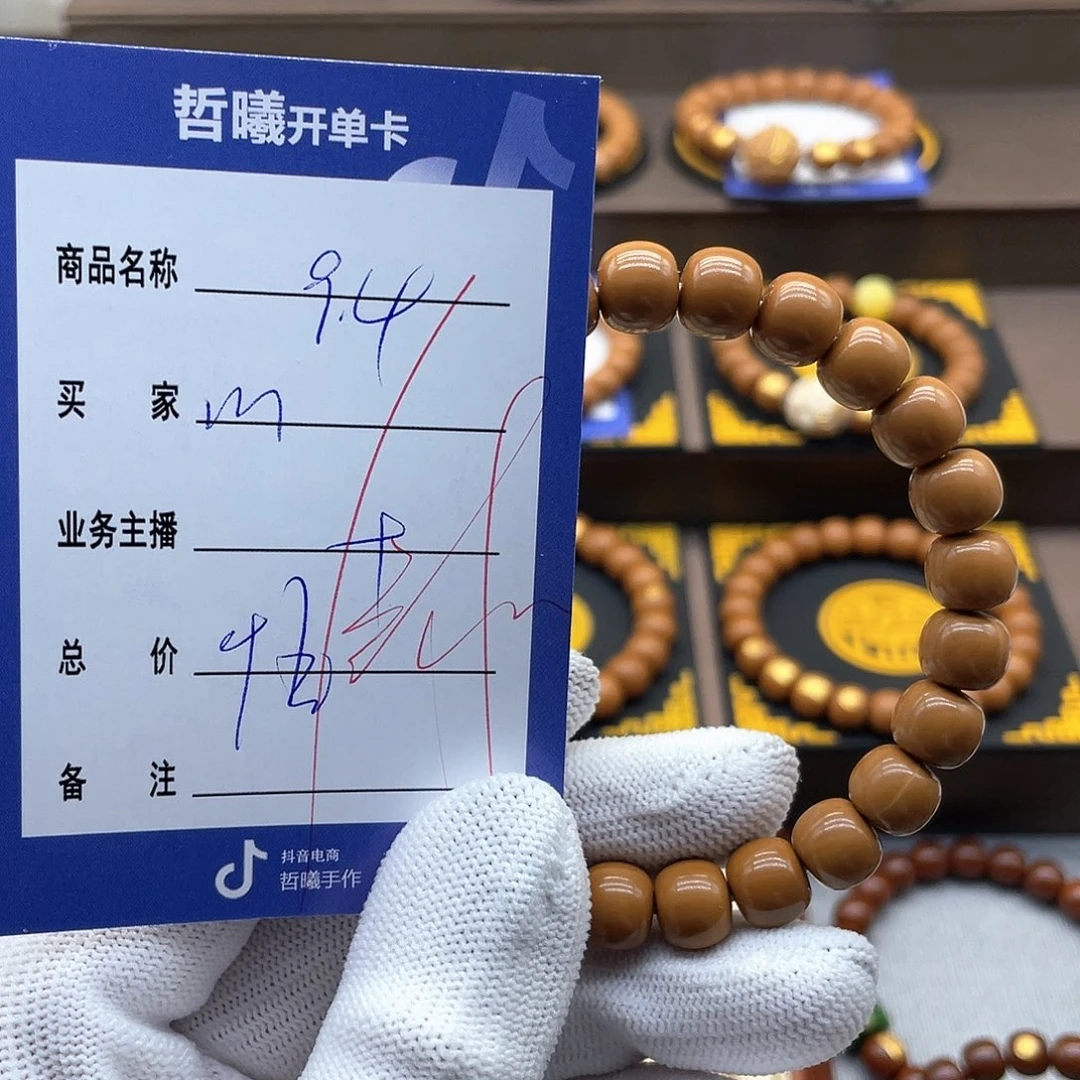 哲曦开单卡
商品名称 9.4
买 家 m
业务主播
总 价
备 注
抖音电商
哲曦手作